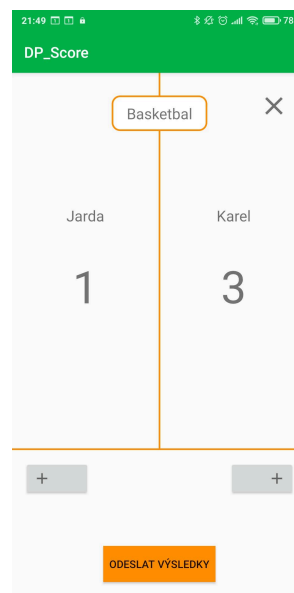 21:49 78
DP_Score
Basketbal
Jarda Karel
1 3
+ +
ODESLAT VÝSLEDKY